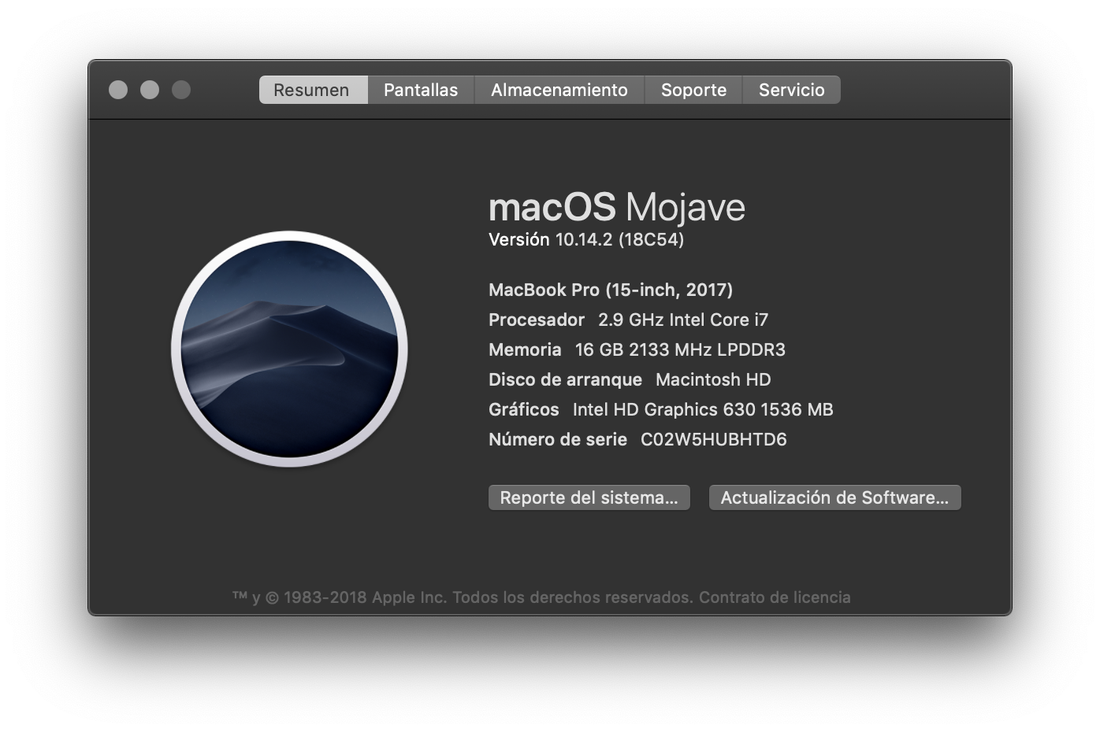 Resumen Pantallas Almacenamiento Soporte Servicio
macOS Mojave
Versión 10.14.2 (18C54)
MacBook Pro (15-inch, 2017)
Procesador 2.9 GHz Intel Core i7
Memoria 16 GB 2133 MHz LPDDR3
Disco de arranque Macintosh HD
Gráficos Intel HD Graphics 630 1536 MB
Número de serie C02W5HUBHTD6
Reporte del sistema... Actualización de Software...
™ y © 1983-2018 Apple Inc. Todos los derechos reservados. Contrato de licencia